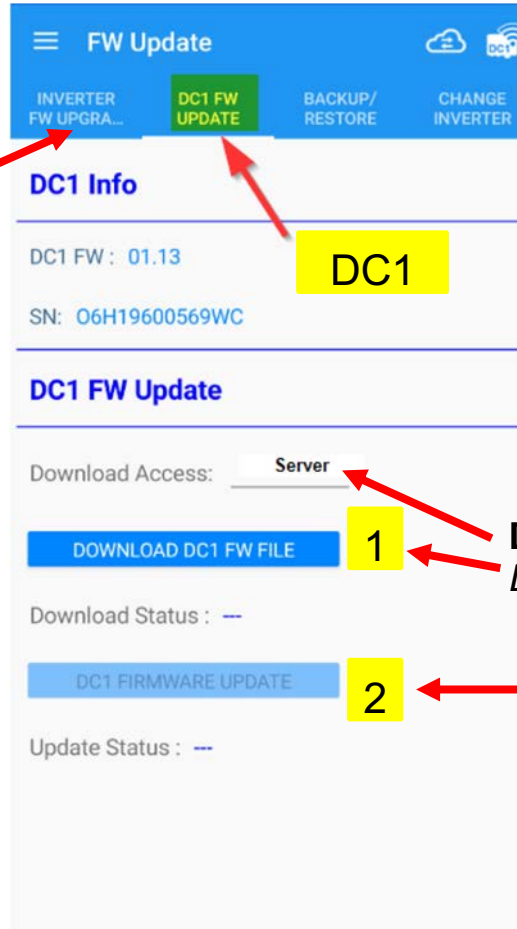 FW Update
DC1
INVERTER FW UPGRA...
DC1 FW UPDATE
BACKUP/ RESTORE
CHANGE INVERTER
DC1 Info
DC1 FW : 01.13
DC1
SN: O6H19600569WC
DC1 FW Update
Download Access: Server
DOWNLOAD DC1 FW FILE
1
Download Status : ---
DC1 FIRMWARE UPDATE
2
Update Status : ---